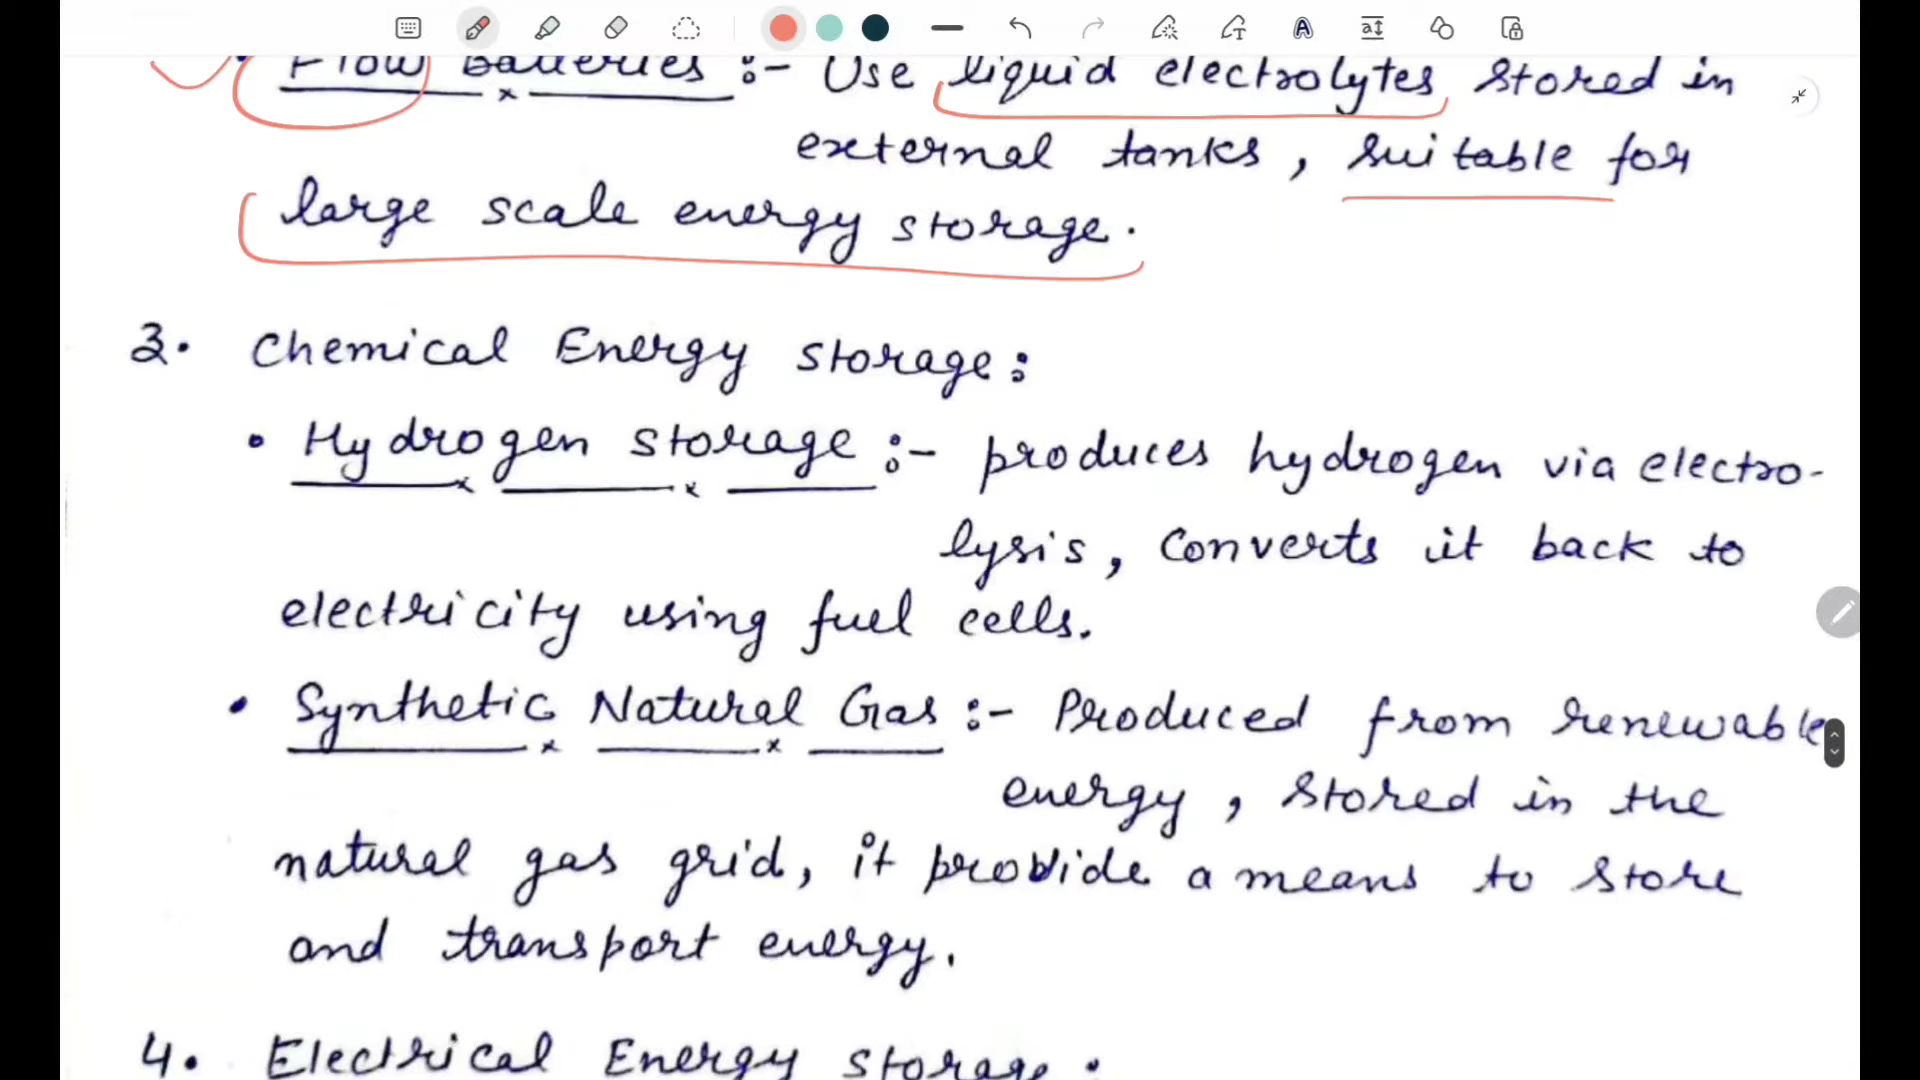 • Flow batteries :- Use liquid electrolytes stored in
external tanks, suitable for
large scale energy storage.
3. Chemical Energy storage:
• Hydrogen storage :- produces hydrogen via electro-
lysis, converts it back to
electricity using fuel cells.
• Synthetic Natural Gas :- Produced from renewable
energy, stored in the
natural gas grid, it provide a means to store
and transport energy.
4. Electrical Energy storage: